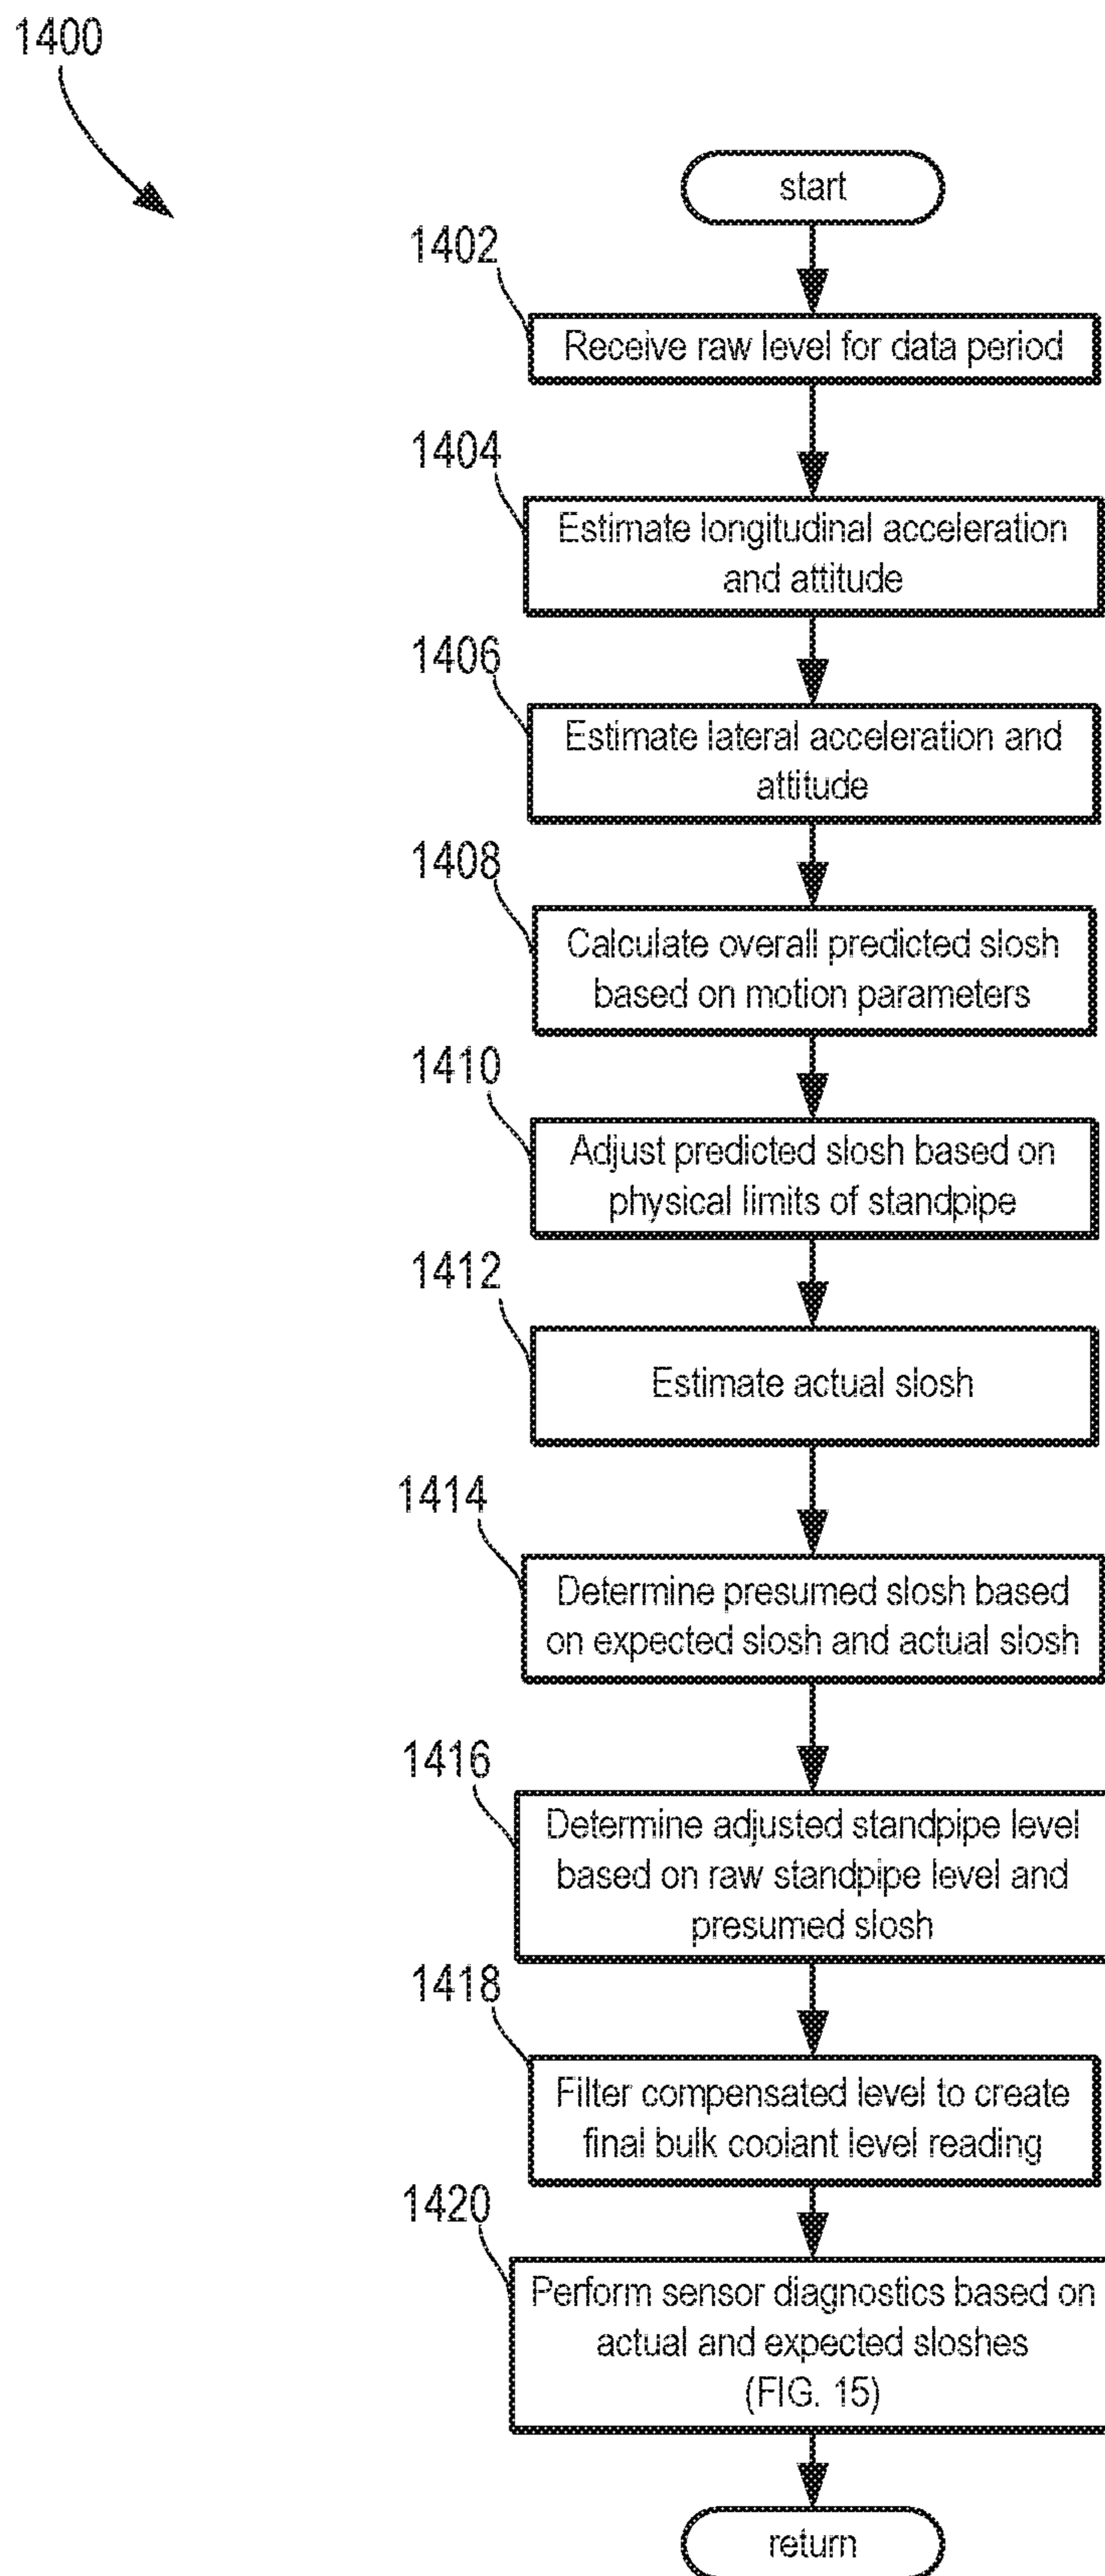 1400
start
1402
Receive raw level for data period
1404
Estimate longitudinal acceleration
and attitude
1406
Estimate lateral acceleration and
attitude
1408
Calculate overall predicted slosh
based on motion parameters
1410
Adjust predicted slosh based on
physical limits of standpipe
1412
Estimate actual slosh
1414
Determine presumed slosh based
on expected slosh and actual slosh
1416
Determine adjusted standpipe level
based on raw standpipe level and
presumed slosh
1418
Filter compensated level to create
final bulk coolant level reading
1420
Perform sensor diagnostics based on
actual and expected sloshes
(FIG. 15)
return